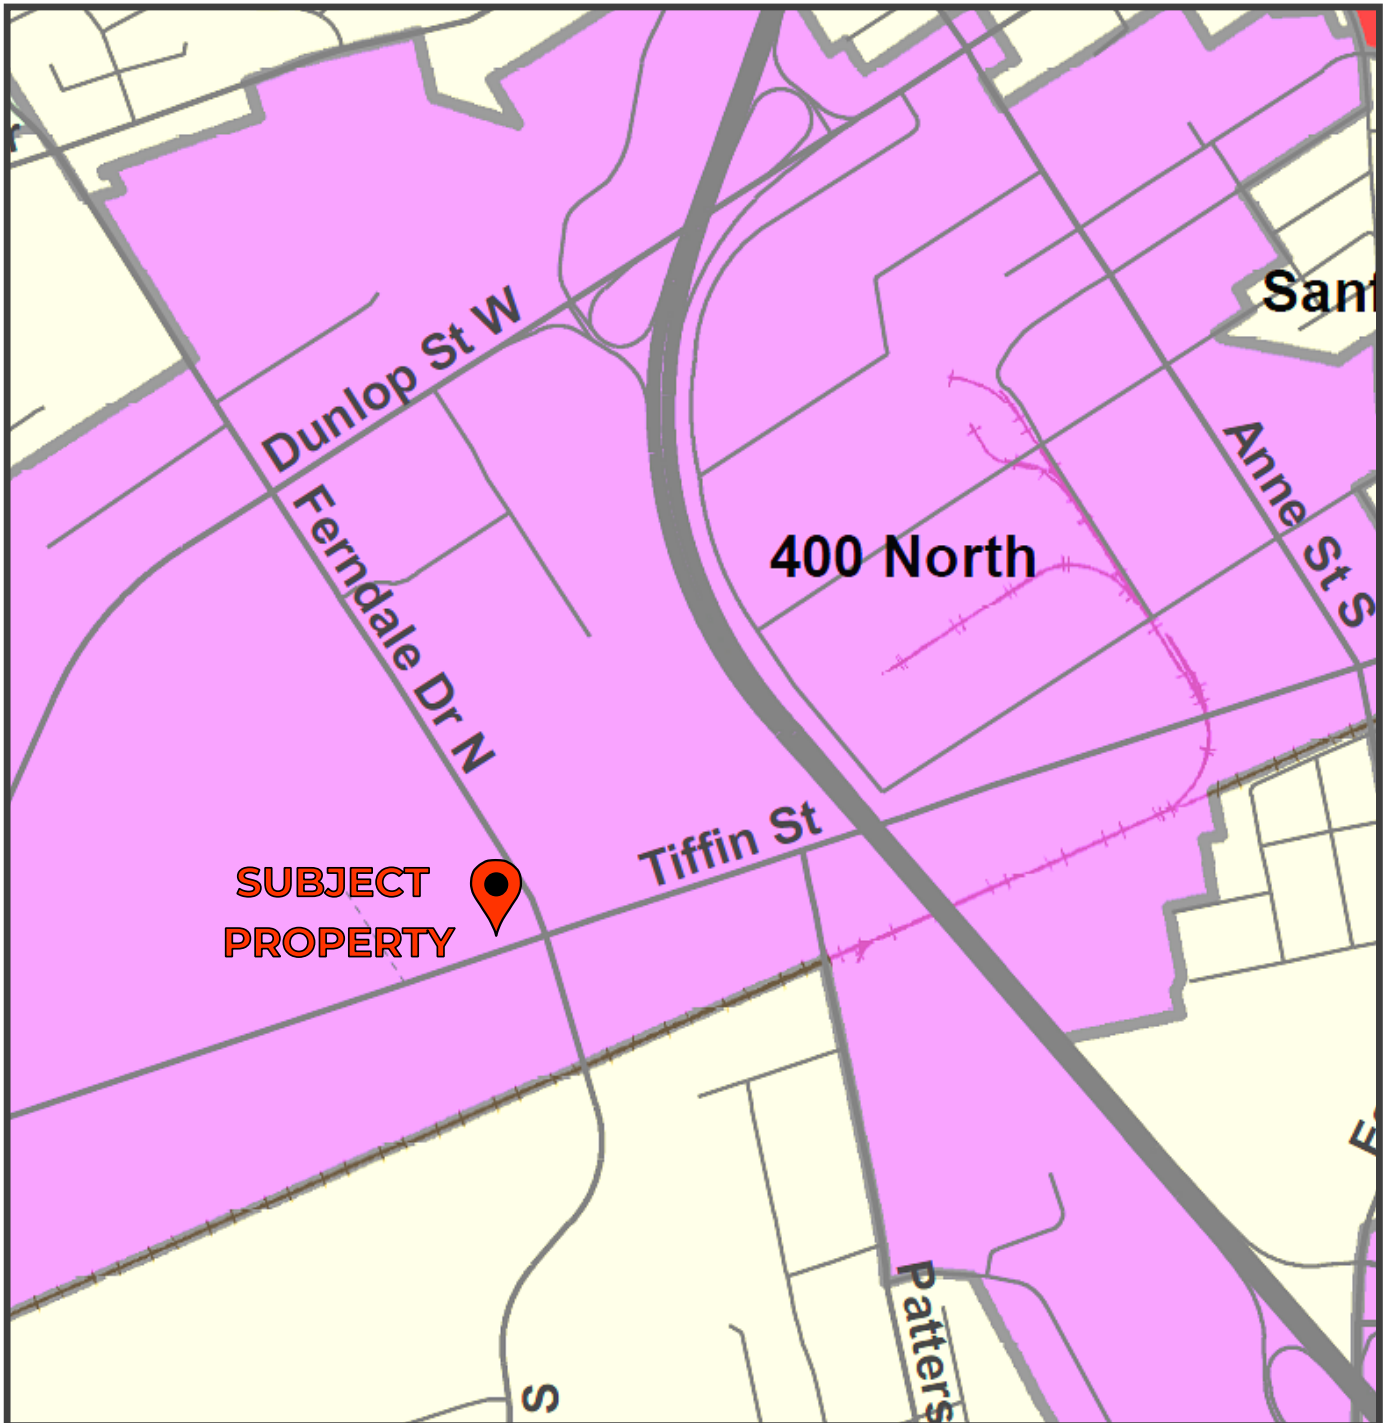 r
Dunlop St W
Sant
Anne St S
Ferndale Dr N
400 North
Tiffin St
SUBJECT
PROPERTY
Patters
S